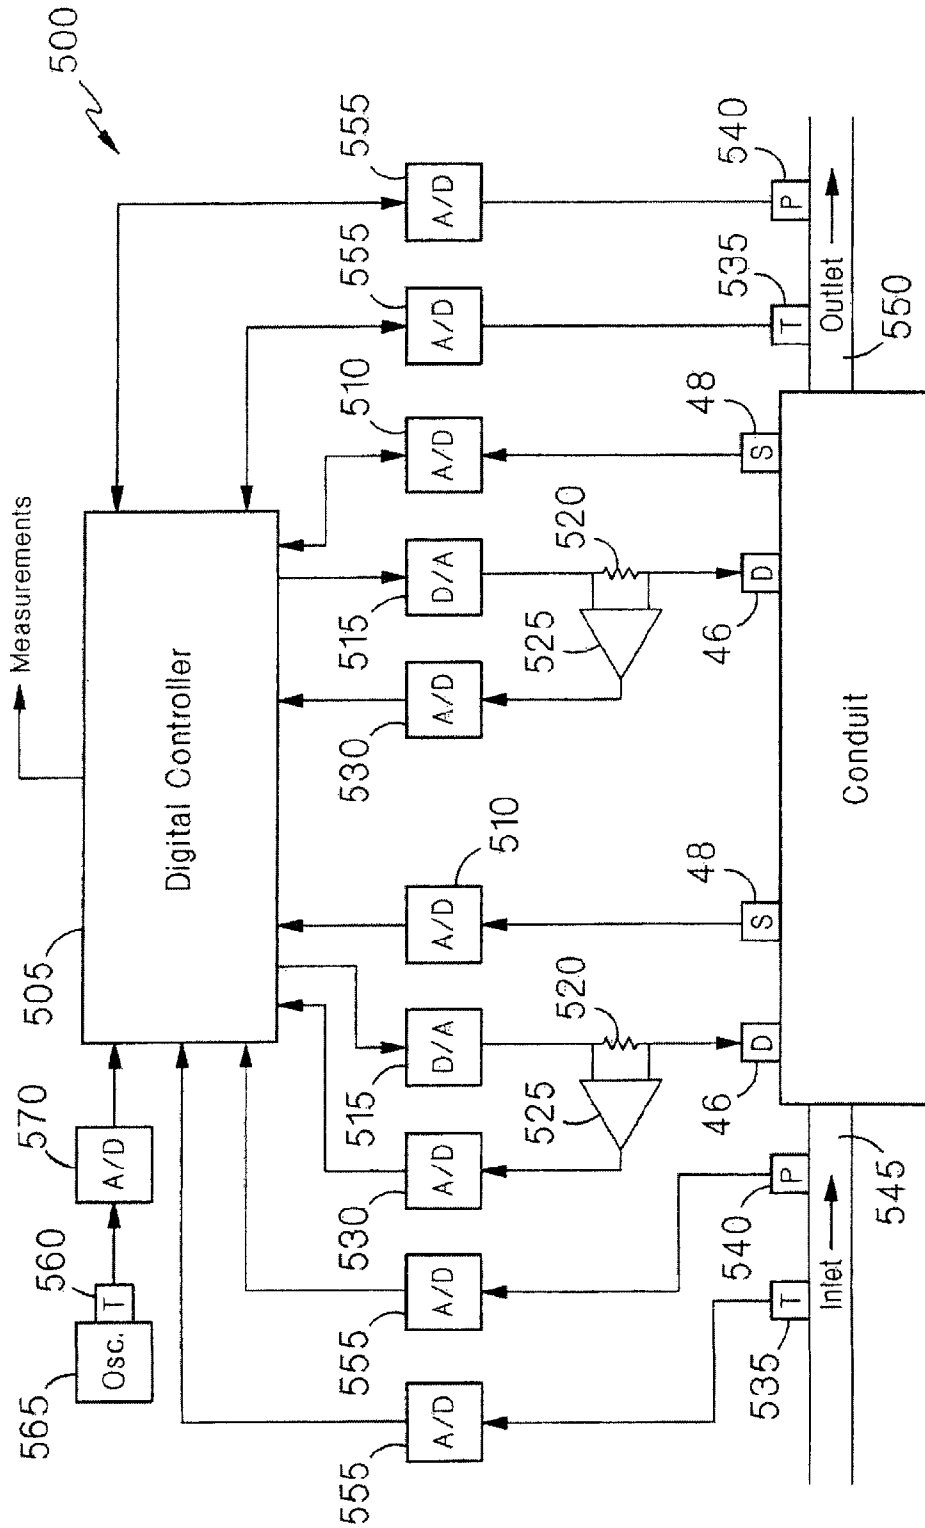 Measurements
500
565
560
570
505
Osc.
T
A/D
Digital Controller
555
555
530
515
530
515
510
555
555
A/D
A/D
A/D
D/A
A/D
A/D
D/A
A/D
A/D
A/D
510
525
520
525
520
46
48
46
48
D
S
D
S
535
540
535
540
T
P
T
P
Inlet
Outlet
545
550
Conduit